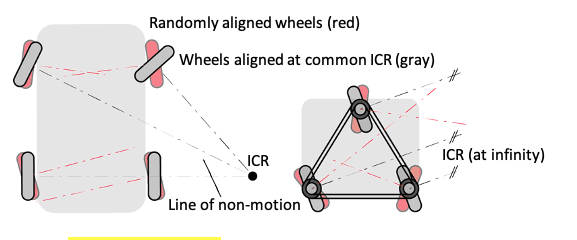 Randomly aligned wheels (red)
Wheels aligned at common ICR (gray)
ICR
ICR (at infinity)
Line of non-motion